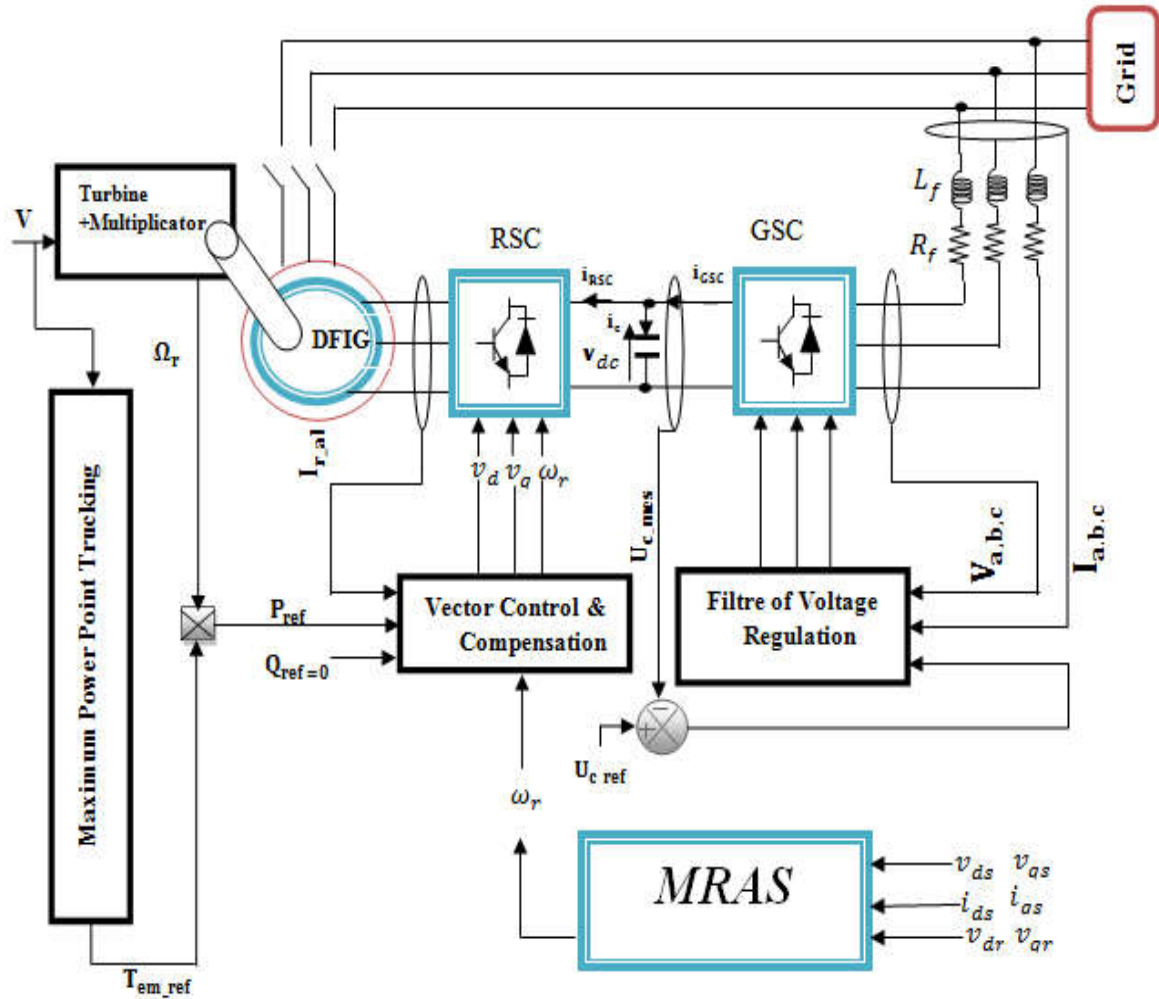 Grid
Turbine
+Multiplicator
V
L_f
R_f
RSC
GSC
i_RSC
i_GSC
i_c
v_dc
DFIG
Ω_r
I_r_al
v_d v_q ω_r
U_c_mes
V_a,b,c
I_a,b,c
Maximum Power Point Trucking
Vector Control &
Compensation
Filtre of Voltage
Regulation
P_ref
Q_ref=0
+
−
U_c_ref
ω_r
MRAS
v_ds v_qs
i_ds i_qs
v_dr v_qr
T_em_ref